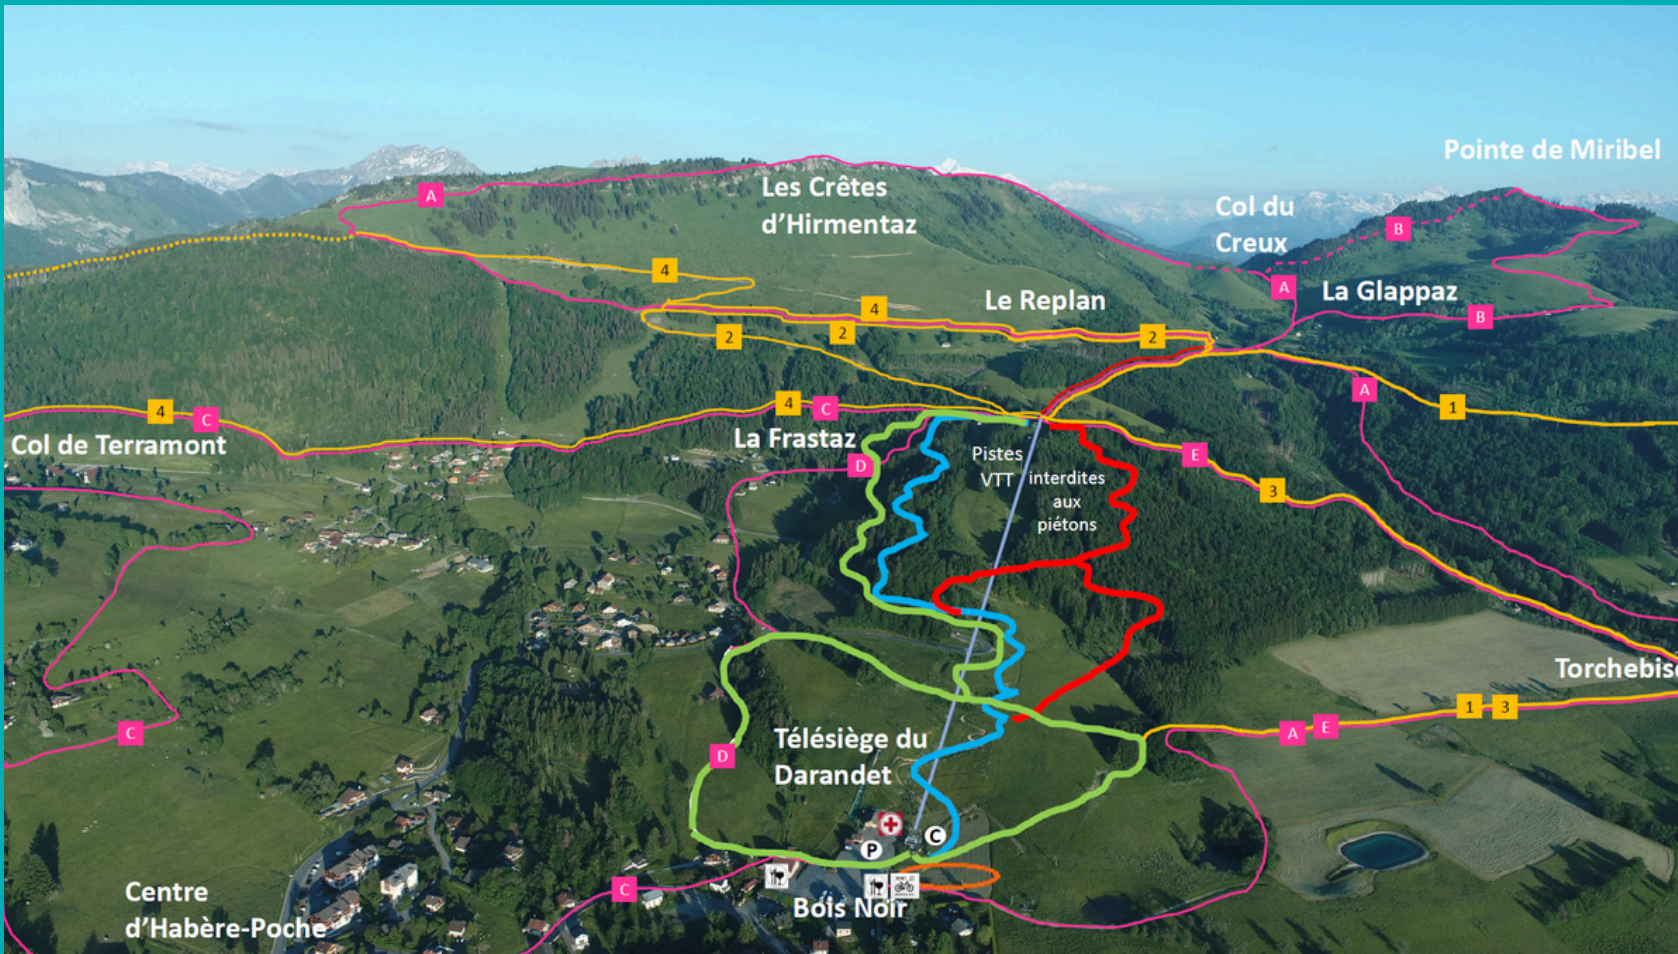 Pointe de Miribel
A
Les Crêtes
d'Hirmentaz
Col du
Creux
B
4
A
La Glappaz
B
Le Replan
4
2
2
2
A
1
4
C
4
C
Col de Terramont
La Frastaz
D
E
3
Pistes
VTT
interdites
aux
piétons
Torchebise
1
3
A
E
C
D
Télésiège du
Darandet
P
C
C
Bois Noir
Centre
d'Habère-Poche